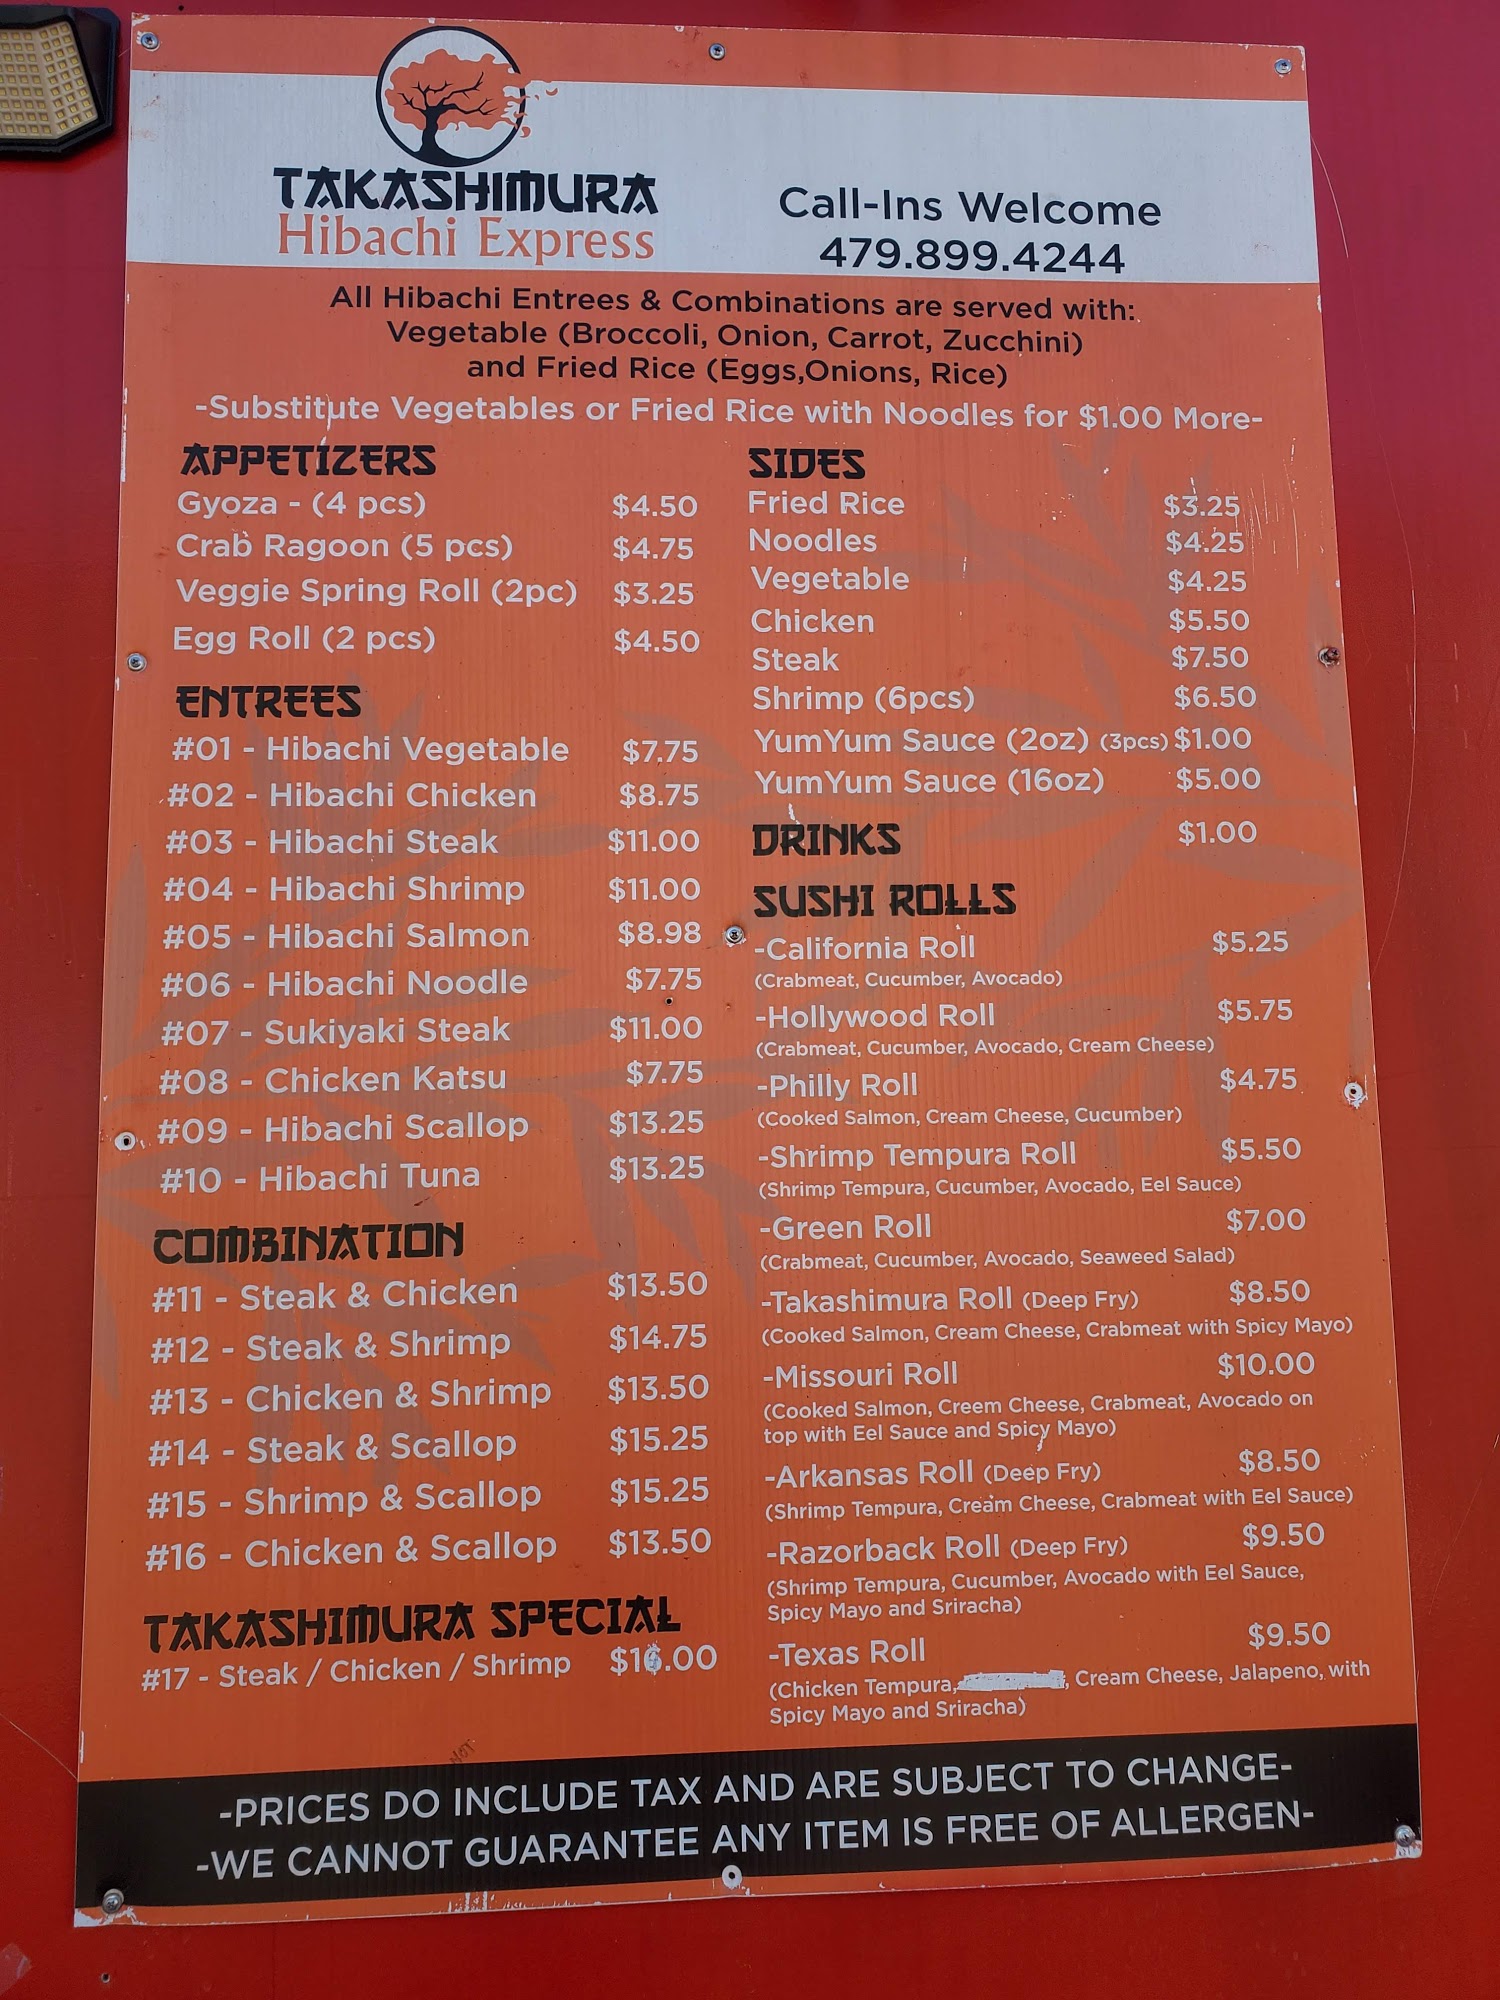 TAKASHIMURA
Hibachi Express
Call-Ins Welcome
479.899.4244
All Hibachi Entrees & Combinations are served with:
Vegetable (Broccoli, Onion, Carrot, Zucchini)
and Fried Rice (Eggs,Onions, Rice)
-Substitute Vegetables or Fried Rice with Noodles for $1.00 More-
APPETIZERS
Gyoza - (4 pcs) $4.50
Crab Ragoon (5 pcs) $4.75
Veggie Spring Roll (2pc) $3.25
Egg Roll (2 pcs) $4.50
ENTREES
#01 - Hibachi Vegetable $7.75
#02 - Hibachi Chicken $8.75
#03 - Hibachi Steak $11.00
#04 - Hibachi Shrimp $11.00
#05 - Hibachi Salmon $8.98
#06 - Hibachi Noodle $7.75
#07 - Sukiyaki Steak $11.00
#08 - Chicken Katsu $7.75
#09 - Hibachi Scallop $13.25
#10 - Hibachi Tuna $13.25
COMBINATION
#11 - Steak & Chicken $13.50
#12 - Steak & Shrimp $14.75
#13 - Chicken & Shrimp $13.50
#14 - Steak & Scallop $15.25
#15 - Shrimp & Scallop $15.25
#16 - Chicken & Scallop $13.50
TAKASHIMURA SPECIAL
#17 - Steak / Chicken / Shrimp
SIDES
Fried Rice $3.25
Noodles $4.25
Vegetable $4.25
Chicken $5.50
Steak $7.50
Shrimp (6pcs) $6.50
YumYum Sauce (2oz) (3pcs) $1.00
YumYum Sauce (16oz) $5.00
DRINKS $1.00
SUSHI ROLLS
-California Roll $5.25
(Crabmeat, Cucumber, Avocado)
-Hollywood Roll $5.75
(Crabmeat, Cucumber, Avocado, Cream Cheese)
-Philly Roll $4.75
(Cooked Salmon, Cream Cheese, Cucumber)
-Shrimp Tempura Roll $5.50
(Shrimp Tempura, Cucumber, Avocado, Eel Sauce)
-Green Roll $7.00
(Crabmeat, Cucumber, Avocado, Seaweed Salad)
-Takashimura Roll (Deep Fry) $8.50
(Cooked Salmon, Cream Cheese, Crabmeat with Spicy Mayo)
-Missouri Roll $10.00
(Cooked Salmon, Creem Cheese, Crabmeat, Avocado on
top with Eel Sauce and Spicy Mayo)
-Arkansas Roll (Deep Fry) $8.50
(Shrimp Tempura, Cream Cheese, Crabmeat with Eel Sauce)
-Razorback Roll (Deep Fry) $9.50
(Shrimp Tempura, Cucumber, Avocado with Eel Sauce,
Spicy Mayo and Sriracha)
-Texas Roll $9.50
(Chicken Tempura, , Cream Cheese, Jalapeno, with
Spicy Mayo and Sriracha)
-PRICES DO INCLUDE TAX AND ARE SUBJECT TO CHANGE-
-WE CANNOT GUARANTEE ANY ITEM IS FREE OF ALLERGEN-